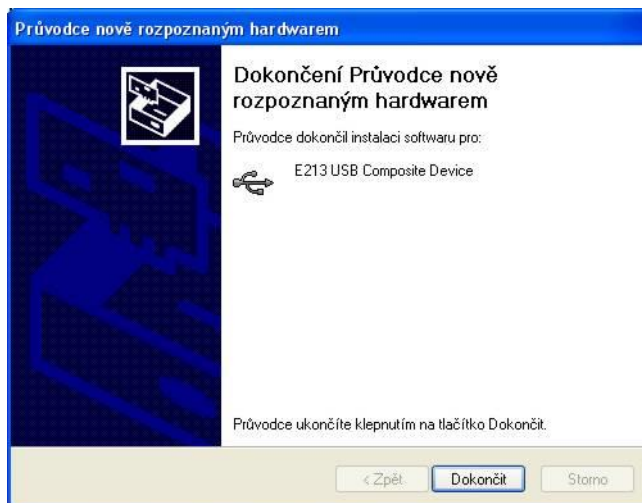 Průvodce nově rozpoznaným hardwarem
Dokončení Průvodce nově
rozpoznaným hardwarem
Průvodce dokončil instalaci softwaru pro:
E213 USB Composite Device
Průvodce ukončíte klepnutím na tlačítko Dokončit.
< Zpět Dokončit Storno